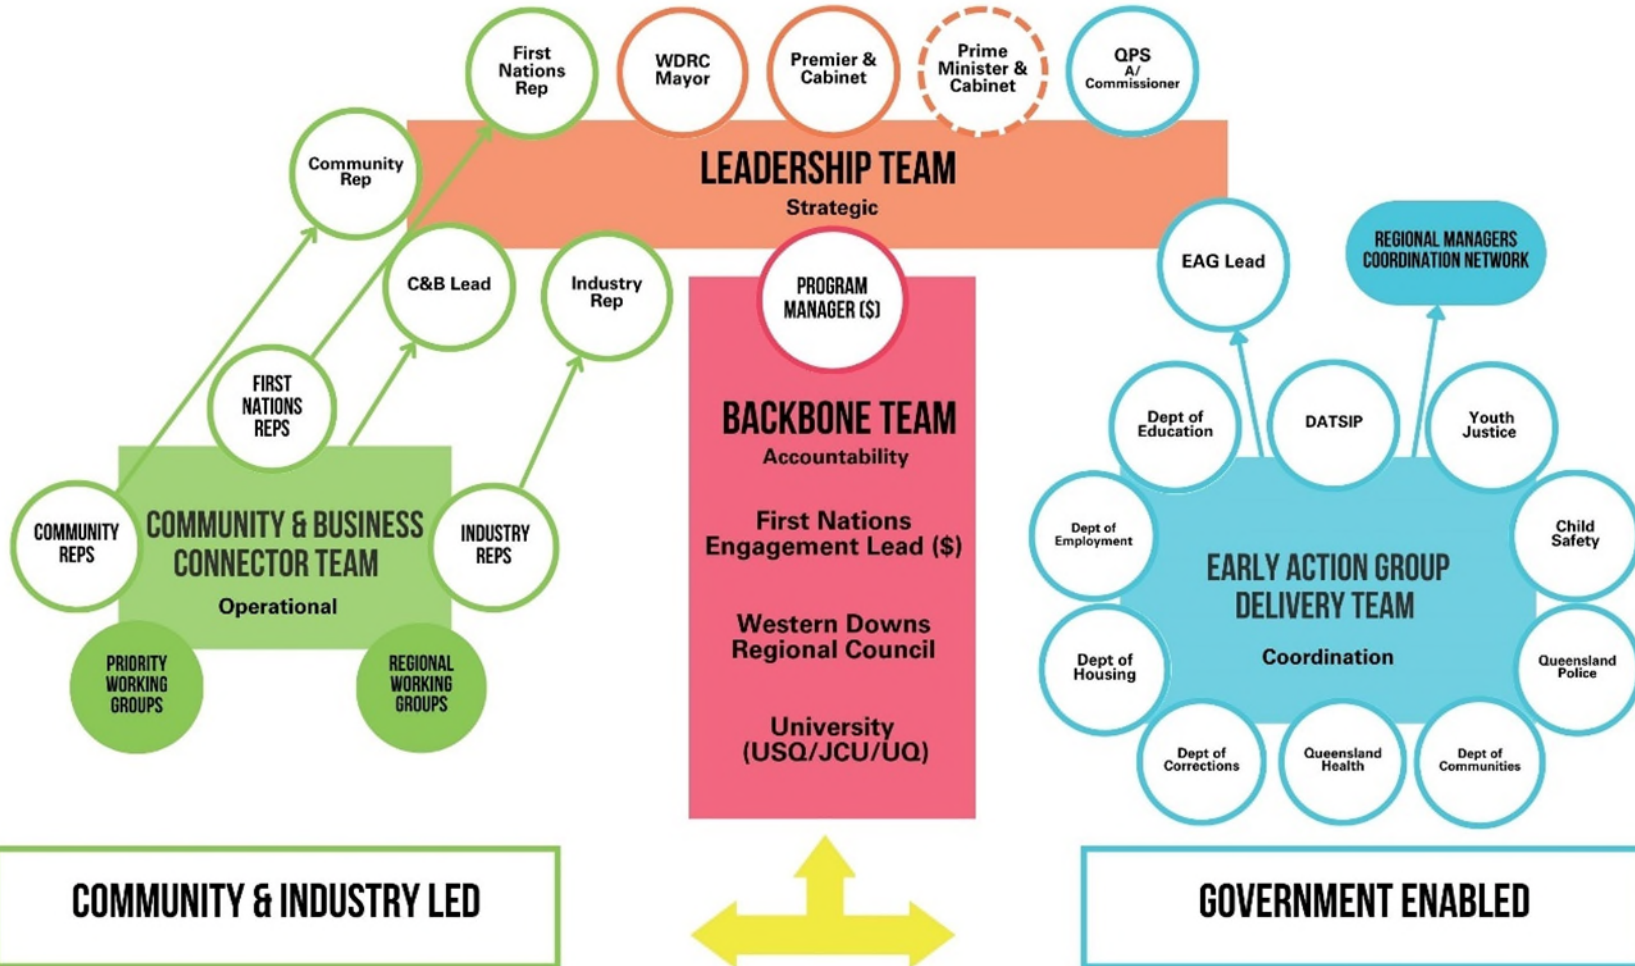 First
Nations
Rep
WDRC
Mayor
Premier &
Cabinet
Prime
Minister &
Cabinet
QPS
A/
Commissioner
Community
Rep
LEADERSHIP TEAM
Strategic
C&B Lead
Industry
Rep
PROGRAM
MANAGER ($)
EAG Lead
REGIONAL MANAGERS
COORDINATION NETWORK
FIRST
NATIONS
REPS
COMMUNITY
REPS
COMMUNITY & BUSINESS
CONNECTOR TEAM
Operational
INDUSTRY
REPS
PRIORITY
WORKING
GROUPS
REGIONAL
WORKING
GROUPS
BACKBONE TEAM
Accountability
First Nations
Engagement Lead ($)
Western Downs
Regional Council
University
(USQ/JCU/UQ)
Dept of
Education
DATSIP
Youth
Justice
Dept of
Employment
Child
Safety
EARLY ACTION GROUP
DELIVERY TEAM
Coordination
Dept of
Housing
Queensland
Police
Dept of
Corrections
Queensland
Health
Dept of
Communities
COMMUNITY & INDUSTRY LED
GOVERNMENT ENABLED